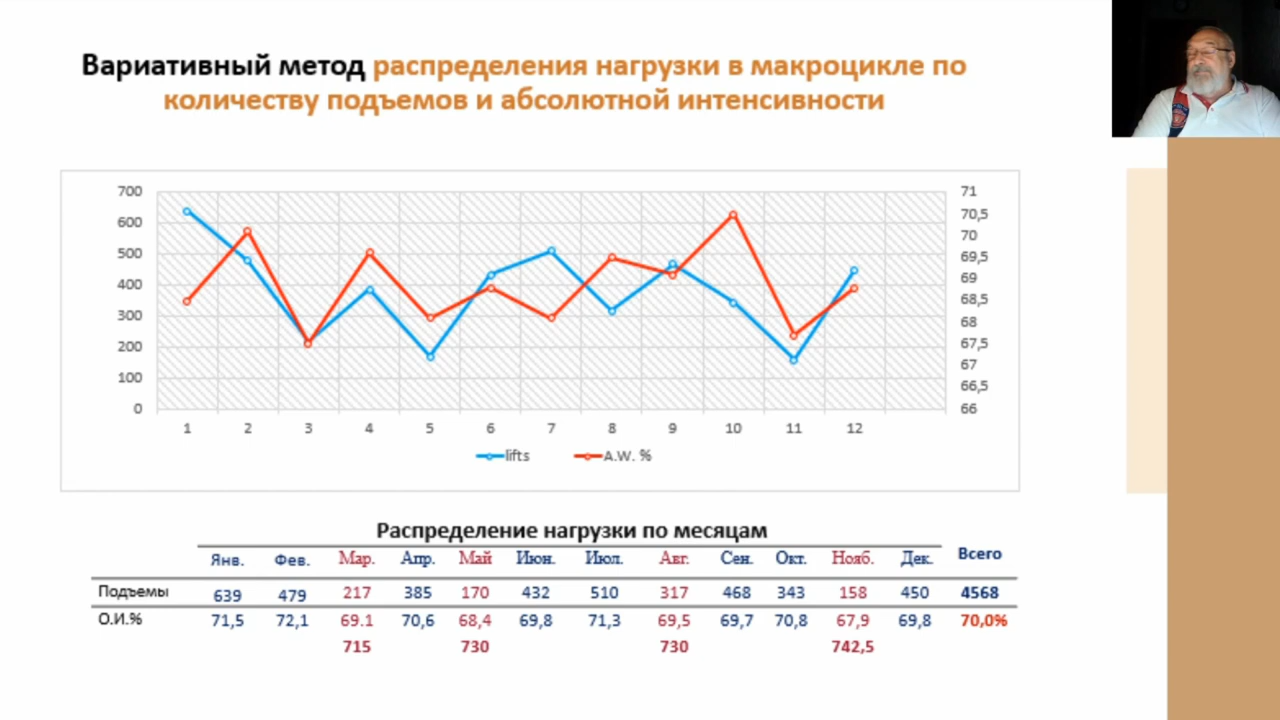 Вариативный метод распределения нагрузки в макроцикле по
количеству подъемов и абсолютной интенсивности
700 71
600 70,5
500 70
400 69,5
300 69
200 68,5
100 68
0 67,5
67
66,5
66
1 2 3 4 5 6 7 8 9 10 11 12
lifts A.W. %
Распределение нагрузки по месяцам
Янв. Фев. Мар. Апр. Май Июн. Июл. Авг. Сен. Окт. Нояб. Дек. Всего
Подъемы 639 479 217 385 170 432 510 317 468 343 158 450 4568
О.И.% 71,5 72,1 69.1 70,6 68,4 69,8 71,3 69,5 69,7 70,8 67,9 69,8 70,0%
715 730 730 742,5